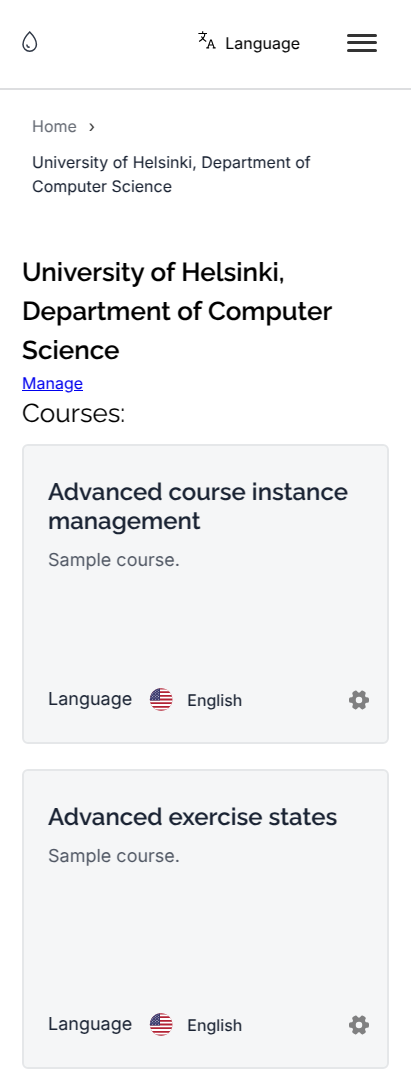 Language
Home ›
University of Helsinki, Department of
Computer Science
University of Helsinki,
Department of Computer
Science
Manage
Courses:
Advanced course instance
management
Sample course.
Language English
Advanced exercise states
Sample course.
Language English